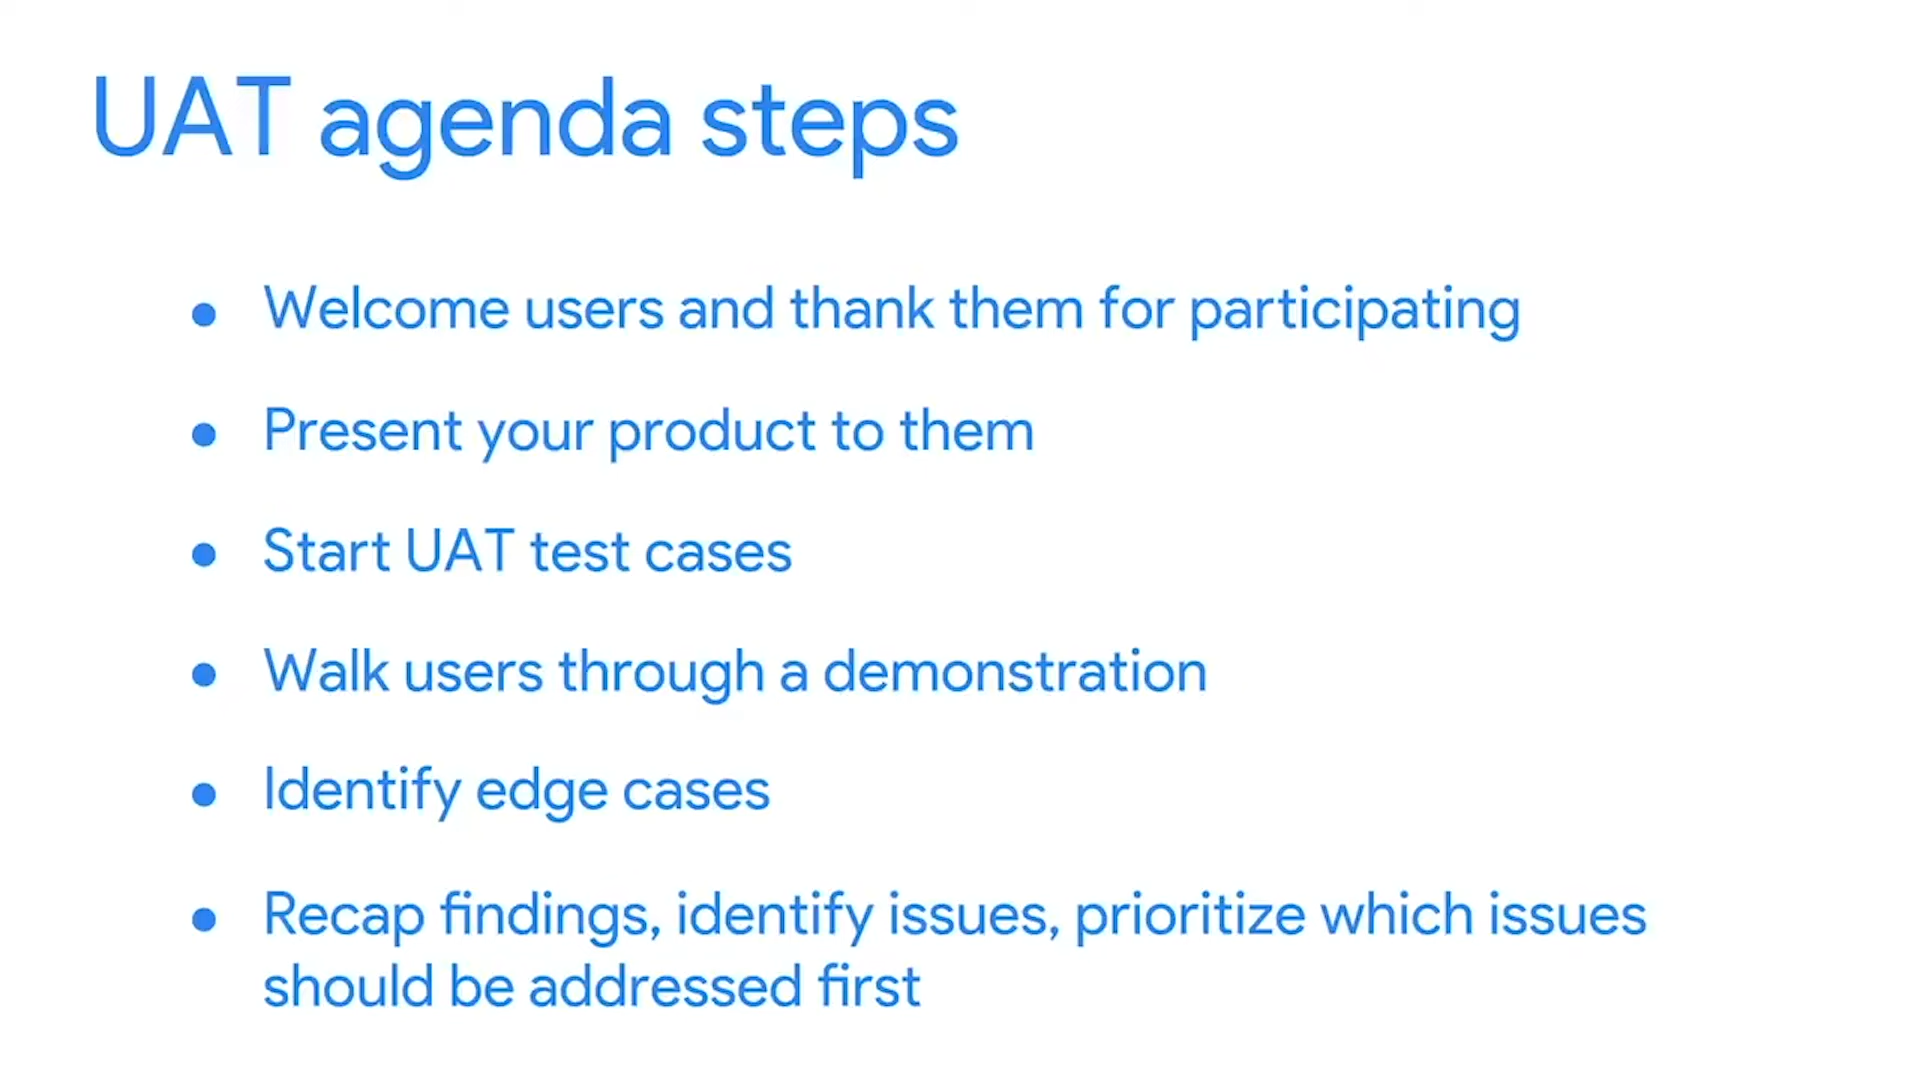 UAT agenda steps
● Welcome users and thank them for participating
● Present your product to them
● Start UAT test cases
● Walk users through a demonstration
● Identify edge cases
● Recap findings, identify issues, prioritize which issues
should be addressed first